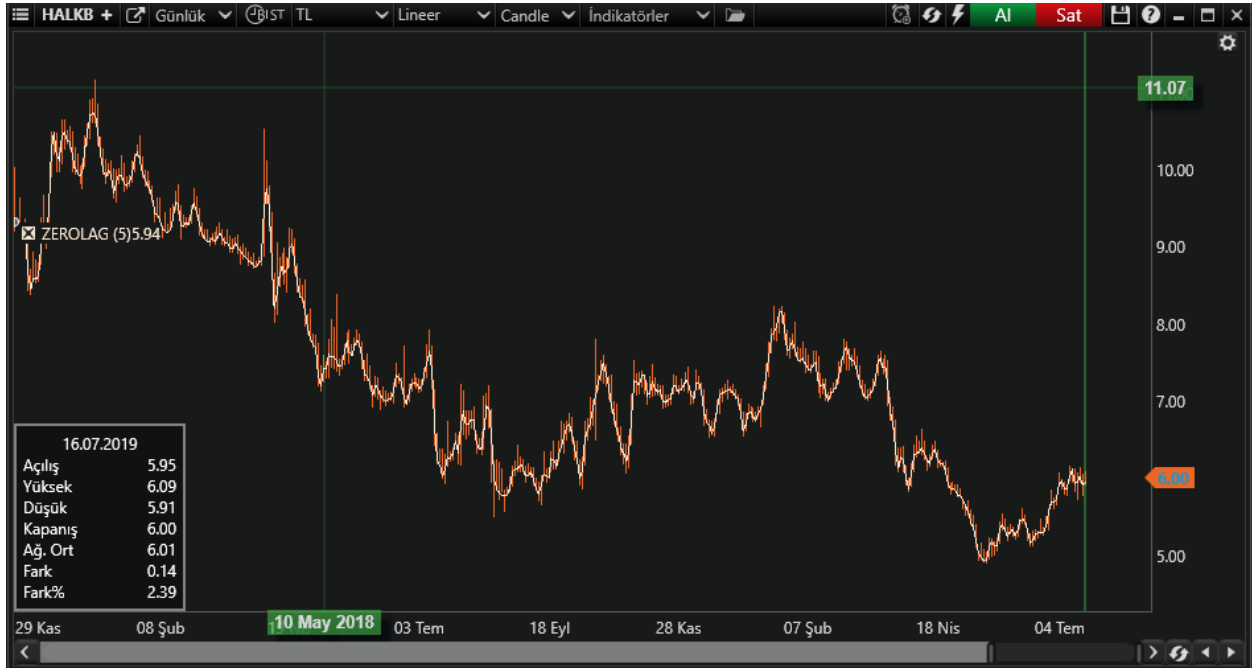 HALKB + Günlük BIST TL Lineer Candle İndikatörler Al Sat
11.07
10.00
ZEROLAG (5)5.94
9.00
8.00
7.00
16.07.2019
Açılış 5.95
Yüksek 6.09
6.00
Düşük 5.91
Kapanış 6.00
Ağ. Ort 6.01
5.00
Fark 0.14
Fark% 2.39
29 Kas 08 Şub 10 May 2018 03 Tem 18 Eyl 28 Kas 07 Şub 18 Nis 04 Tem